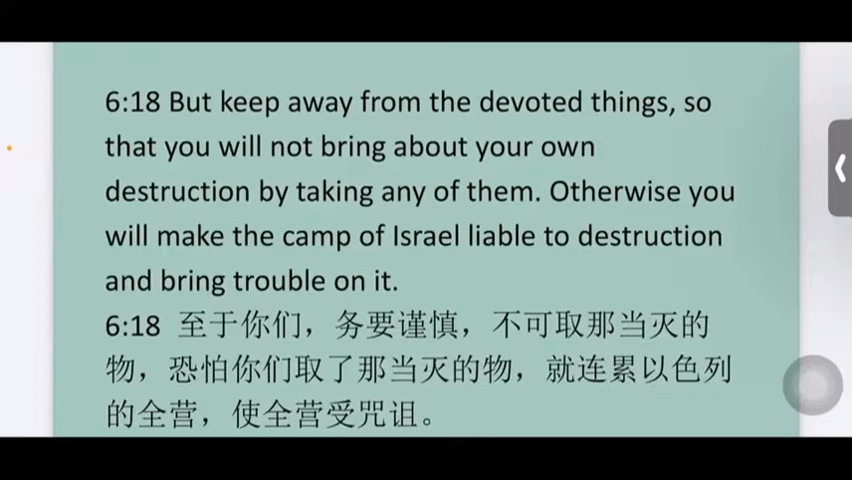 6:18 But keep away from the devoted things, so
that you will not bring about your own
destruction by taking any of them. Otherwise you
will make the camp of Israel liable to destruction
and bring trouble on it.
6:18 至于你们，务要谨慎，不可取那当灭的
物，恐怕你们取了那当灭的物，就连累以色列
的全营，使全营受咒诅。